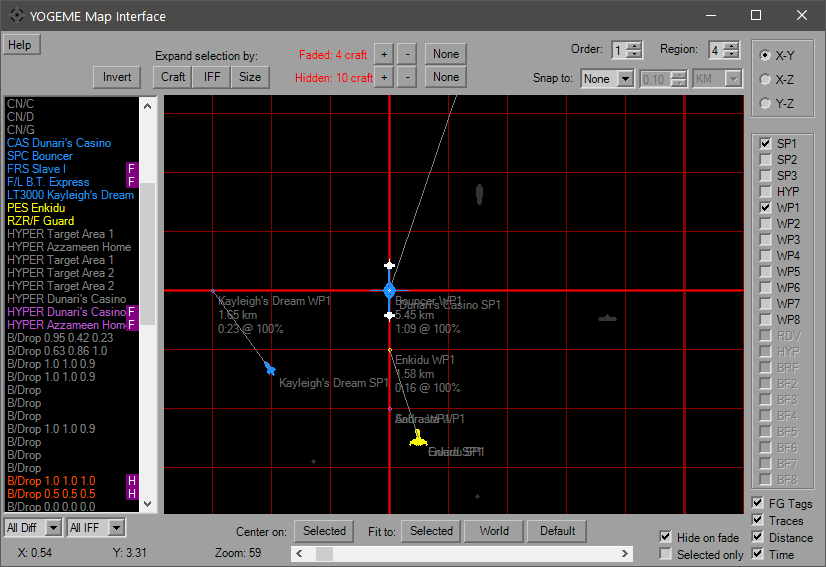 YOGEME Map Interface
Help
Expand selection by:
Faded: 4 craft + - None
Order: 1
Region: 4
Invert
Craft IFF Size
Hidden: 10 craft + - None
Snap to: None 0.10 KM
X-Y
X-Z
Y-Z
CN/C
CN/D
CN/G
CAS Dunari's Casino
SPC Bouncer
FRS Slave I F
F/L B.T. Express F
LT3000 Kayleigh's Dream
PES Enkidu
RZR/F Guard
HYPER Target Area 1
HYPER Azzameen Home
HYPER Target Area 1
HYPER Target Area 2
HYPER Target Area 2
HYPER Dunari's Casino
HYPER Dunari's Casino F
HYPER Azzameen Home F
B/Drop 0.95 0.42 0.23
B/Drop 0.63 0.86 1.0
B/Drop 1.0 1.0 0.9
B/Drop 1.0 1.0 0.9
B/Drop
B/Drop
B/Drop
B/Drop 1.0 1.0 0.9
B/Drop
B/Drop
B/Drop
B/Drop 1.0 1.0 1.0 H
B/Drop 0.5 0.5 0.5 H
B/Drop 0.0 0.0 0.0
Kayleigh's Dream WP1
1.65 km
0:23 @ 100%
Bouncer WP1
Dunari's Casino SP1
5.45 km
1:09 @ 100%
Enkidu WP1
1.58 km
0:16 @ 100%
Kayleigh's Dream SP1
SP1
WP1
Enkidu SP1
SP1
SP2
SP3
HYP
WP1
WP2
WP3
WP4
WP5
WP6
WP7
WP8
RDV
HYP
BRF
BF2
BF3
BF4
BF5
BF6
BF7
BF8
FG Tags
Traces
Distance
Time
All Diff All IFF
Center on: Selected
Fit to: Selected World Default
Hide on fade
Selected only
X: 0.54 Y: 3.31 Zoom: 59